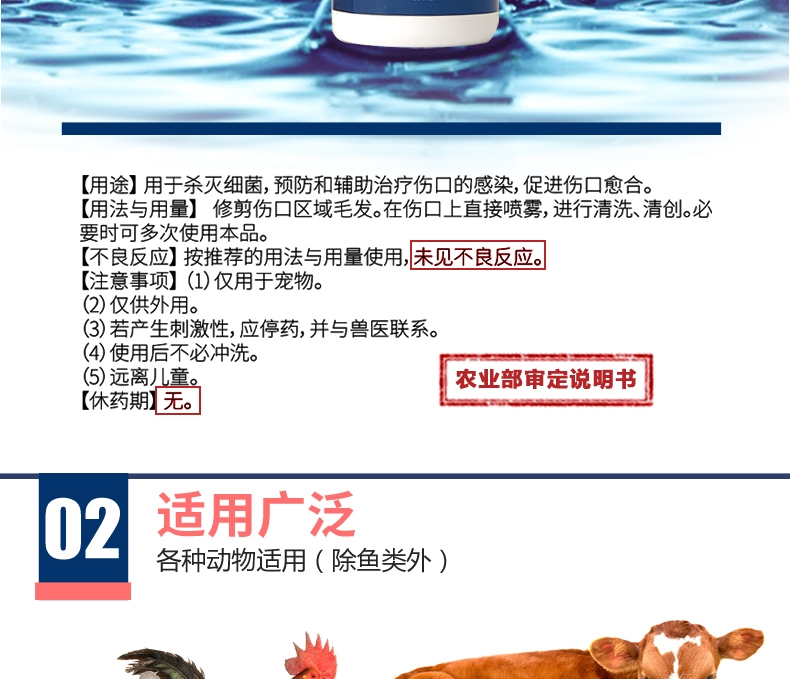 【用途】用于杀灭细菌，预防和辅助治疗伤口的感染，促进伤口愈合。
【用法与用量】 修剪伤口区域毛发。在伤口上直接喷雾，进行清洗、清创。必
要时可多次使用本品。
【不良反应】按推荐的用法与用量使用，未见不良反应。
【注意事项】（1）仅用于宠物。
（2）仅供外用。
（3）若产生刺激性，应停药，并与兽医联系。
（4）使用后不必冲洗。
（5）远离儿童。
【休药期】无。
农业部审定说明书
02
适用广泛
各种动物适用（除鱼类外）